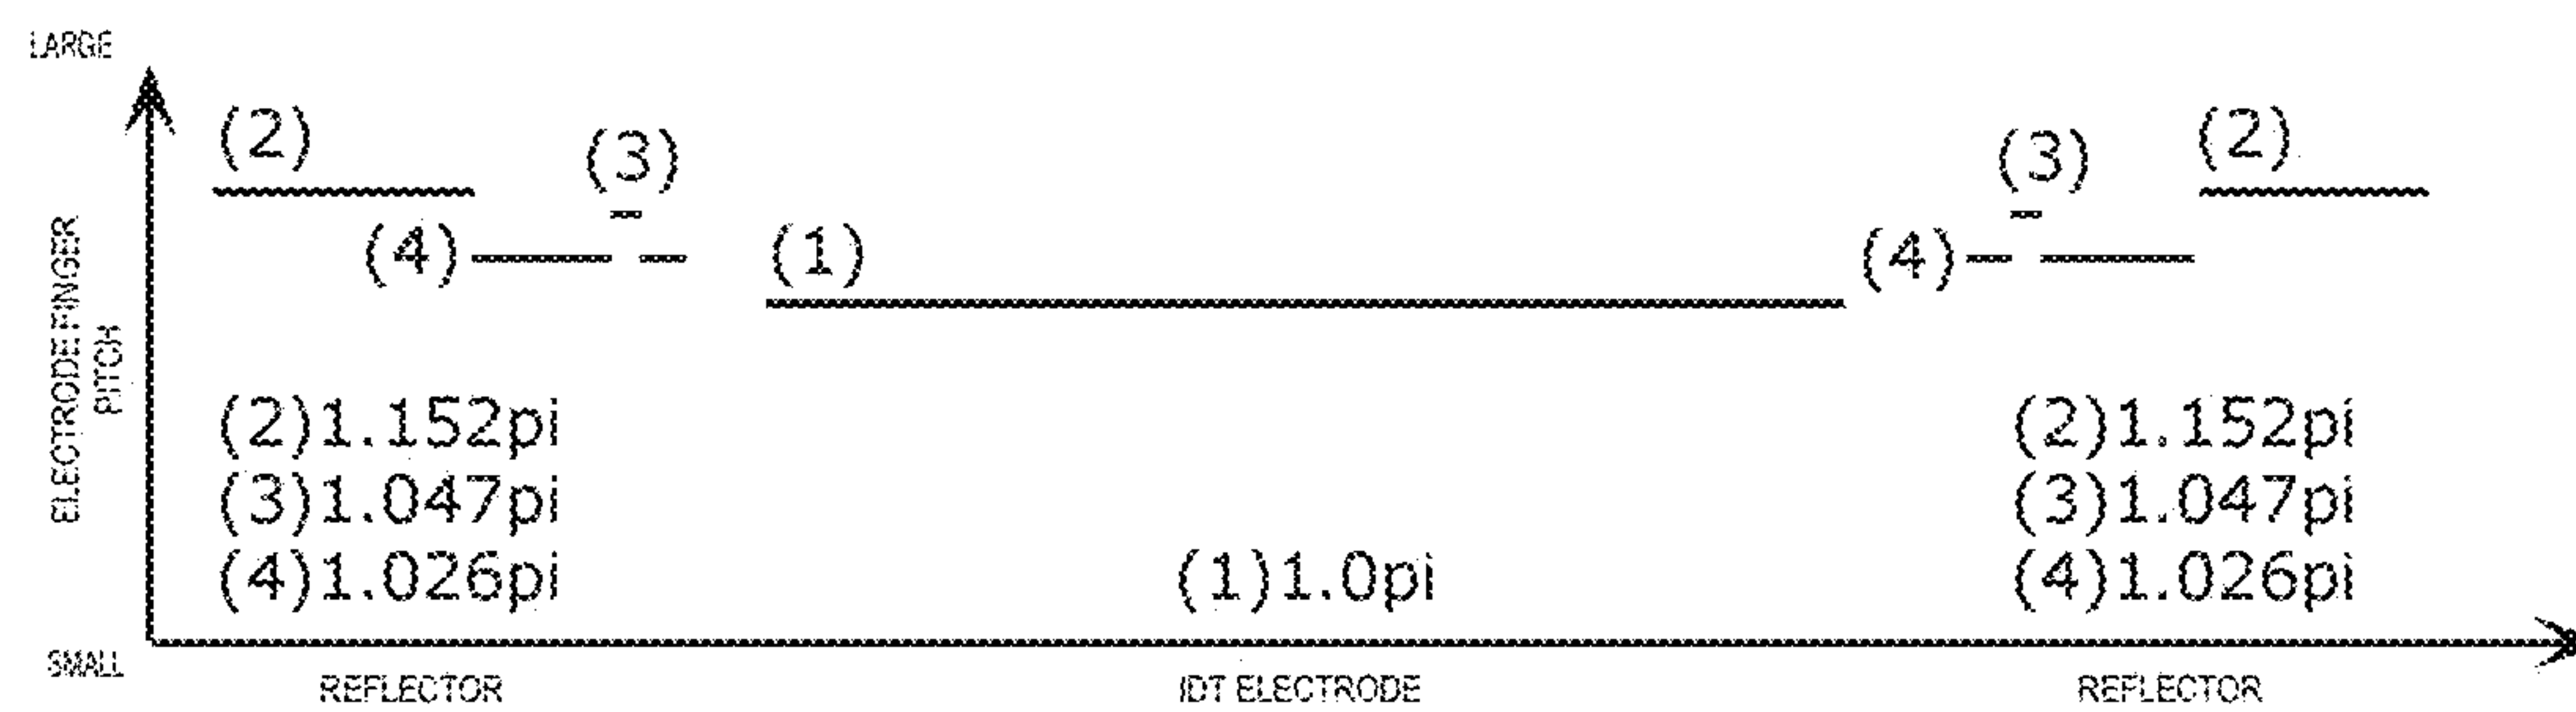 LARGE
(2)
(3)
(4)
(1)
(4)
(3)
(2)
ELECTRODE FINGER
PITCH
(2)1.152pi
(3)1.047pi
(4)1.026pi
(1)1.0pi
(2)1.152pi
(3)1.047pi
(4)1.026pi
SMALL
REFLECTOR
IDT ELECTRODE
REFLECTOR